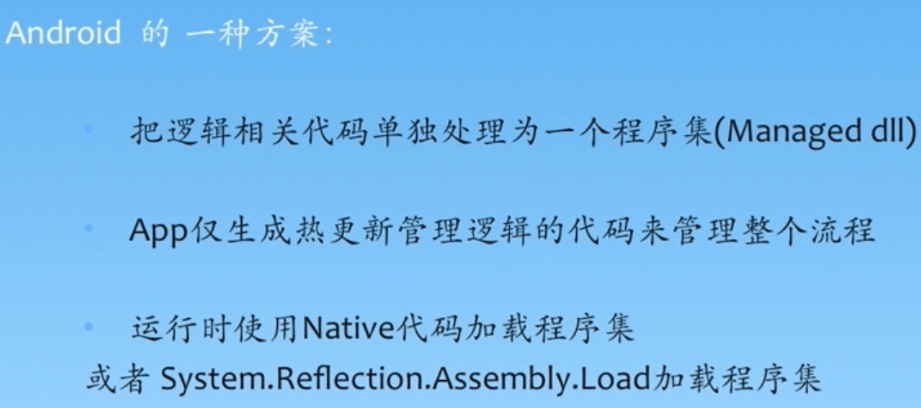 Android 的 一种方案:
把逻辑相关代码单独处理为一个程序集(Managed dll)
App仅生成热更新管理逻辑的代码来管理整个流程
运行时使用Native代码加载程序集
或者 System.Reflection.Assembly.Load加载程序集